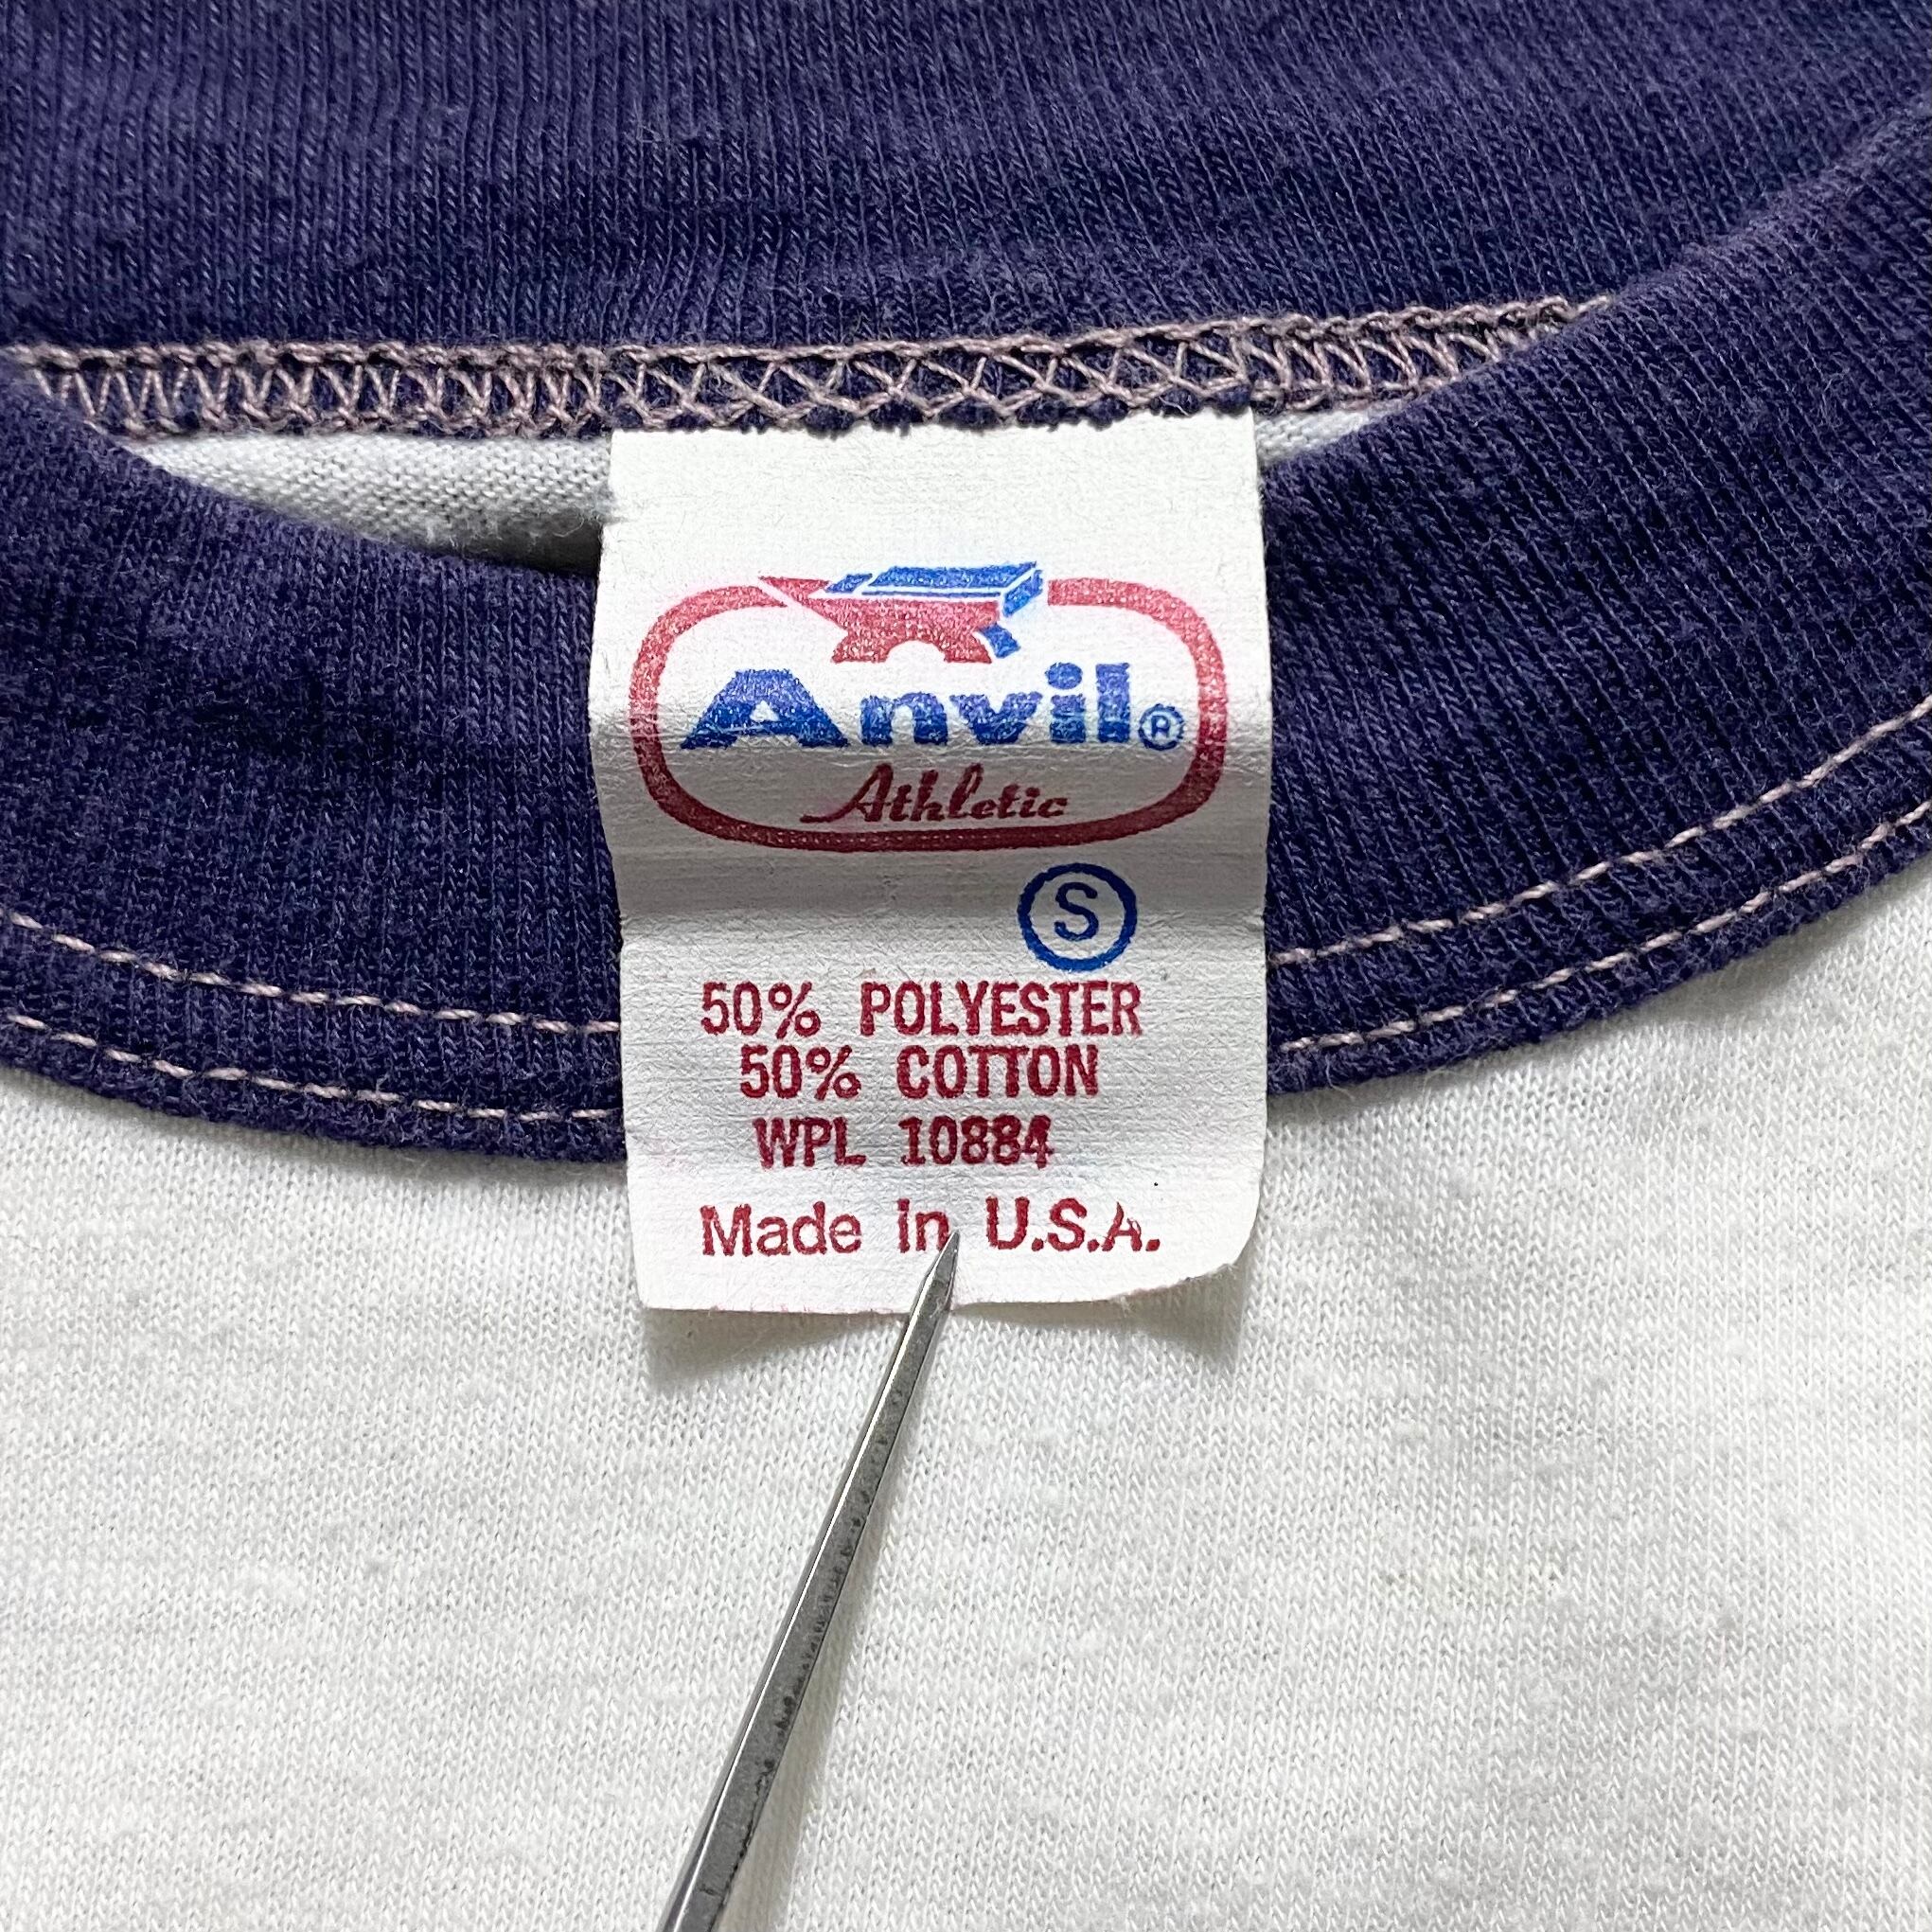 Anvil®
Athletic
S
50% POLYESTER
50% COTTON
WPL 10884
Made in U.S.A.